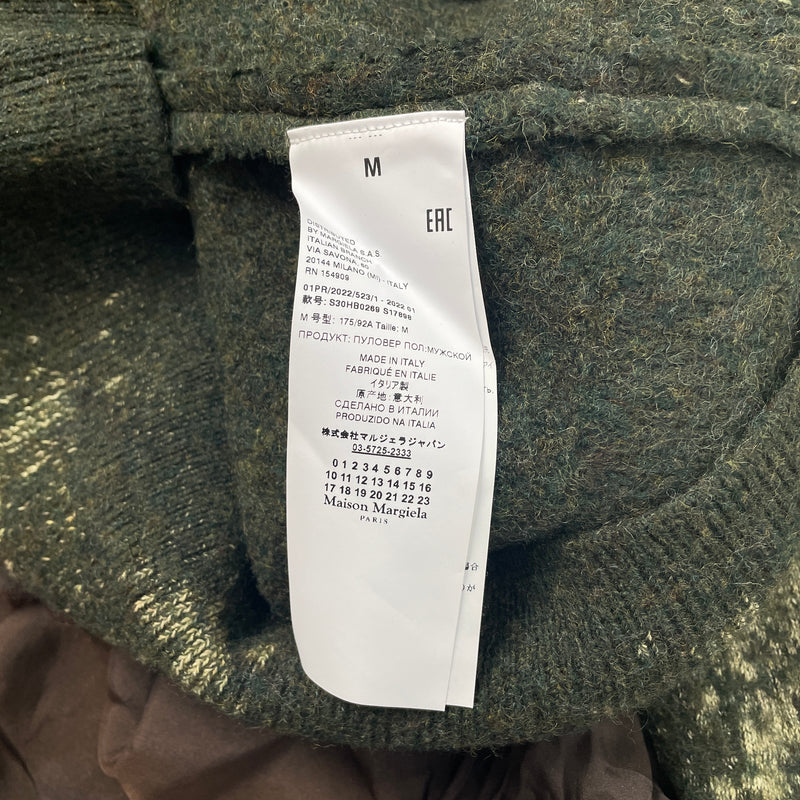 M
EAC
DISTRIBUTED
BY MARGIELA S.A.S.
ITALIAN BRANCH
VIA SAVONA, 60
20144 MILANO (MI) - ITALY
RN 154909
01PR/2022/523/1 - 2022 01
款号: S30HB0269 S17898
M 号型: 175/92A Taille: M
ПРОДУКТ: ПУЛОВЕР ПОЛ:МУЖСКОЙ
MADE IN ITALY
FABRIQUÉ EN ITALIE
イタリア製
原产地:意大利
СДЕЛАНО В ИТАЛИИ
PRODUZIDO NA ITALIA
株式会社マルジェラジャパン
03-5725-2333
0 1 2 3 4 5 6 7 8 9
10 11 12 13 14 15 16
17 18 19 20 21 22 23
Maison Margiela
PARIS
場合
が